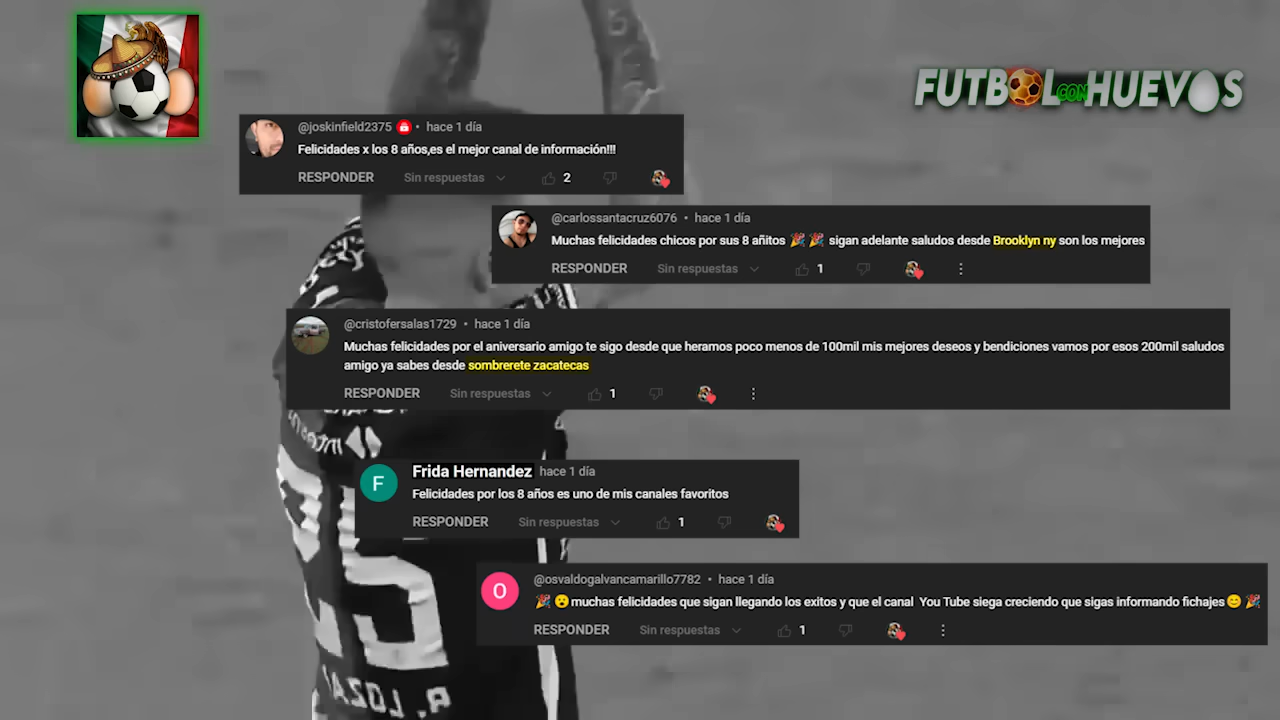 FUTBOL CON HUEVOS
@joskinfield2375 • hace 1 día
Felicidades x los 8 años,es el mejor canal de información!!!
RESPONDER Sin respuestas 2
@carlossantacruz6076 • hace 1 día
Muchas felicidades chicos por sus 8 añitos 🎉 🎉 sigan adelante saludos desde Brooklyn ny son los mejores
RESPONDER Sin respuestas 1
@cristofersalas1729 • hace 1 día
Muchas felicidades por el aniversario amigo te sigo desde que heramos poco menos de 100mil mis mejores deseos y bendiciones vamos por esos 200mil saludos
amigo ya sabes desde sombrerete zacatecas
RESPONDER Sin respuestas 1
F
Frida Hernandez hace 1 día
Felicidades por los 8 años es uno de mis canales favoritos
RESPONDER Sin respuestas 1
O
@osvaldogalvancamarillo7782 • hace 1 día
🎉 😮muchas felicidades que sigan llegando los exitos y que el canal You Tube siega creciendo que sigas informando fichajes😊 🎉
RESPONDER Sin respuestas 1
A. LOZA